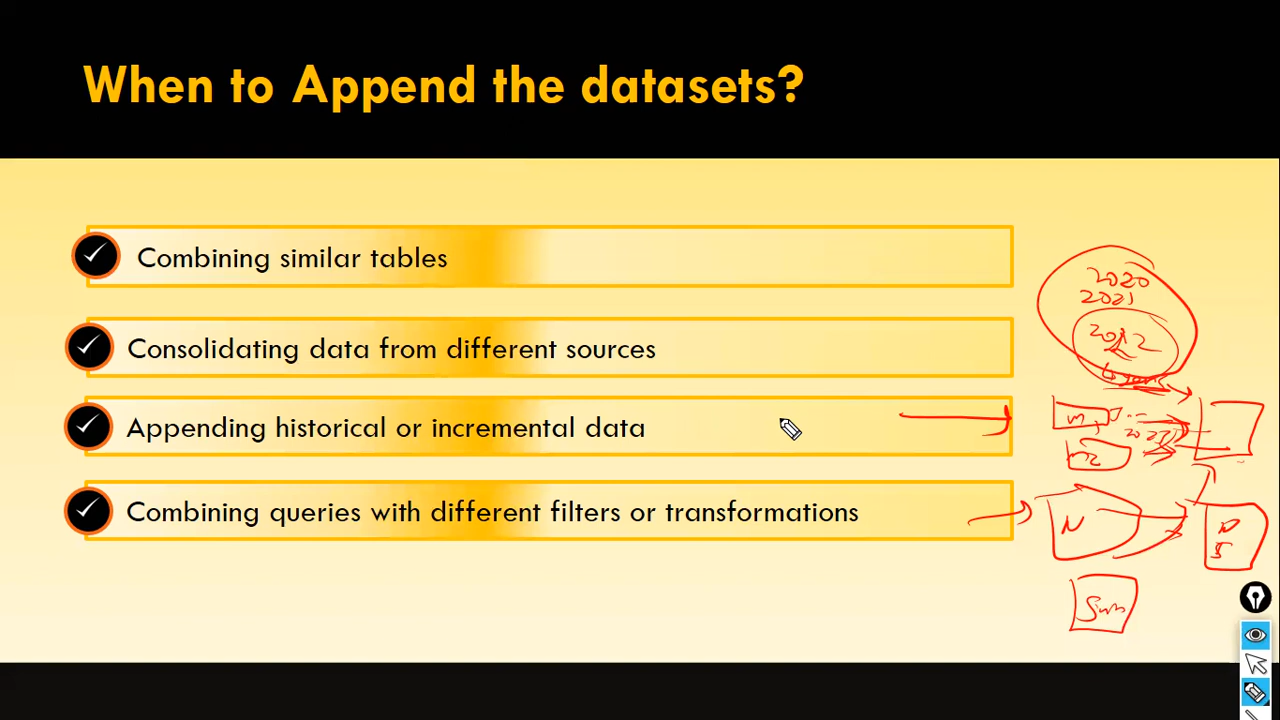 When to Append the datasets?
Combining similar tables
Consolidating data from different sources
Appending historical or incremental data
Combining queries with different filters or transformations
2020
2021
N